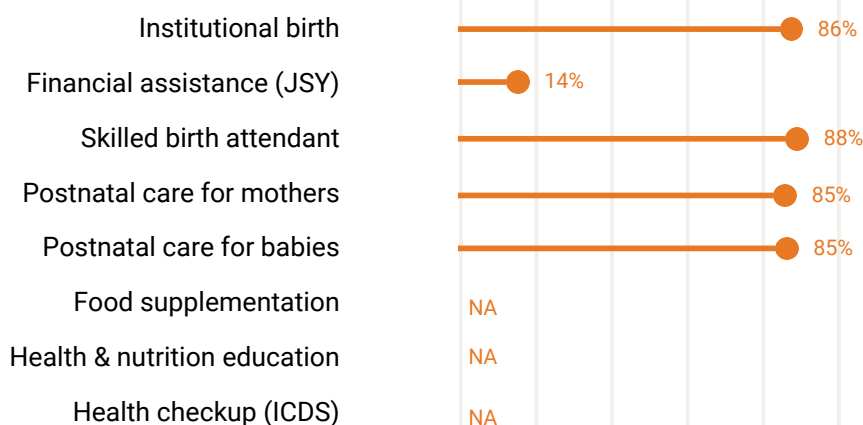 Institutional birth 86%
Financial assistance (JSY) 14%
Skilled birth attendant 88%
Postnatal care for mothers 85%
Postnatal care for babies 85%
Food supplementation NA
Health & nutrition education NA
Health checkup (ICDS) NA